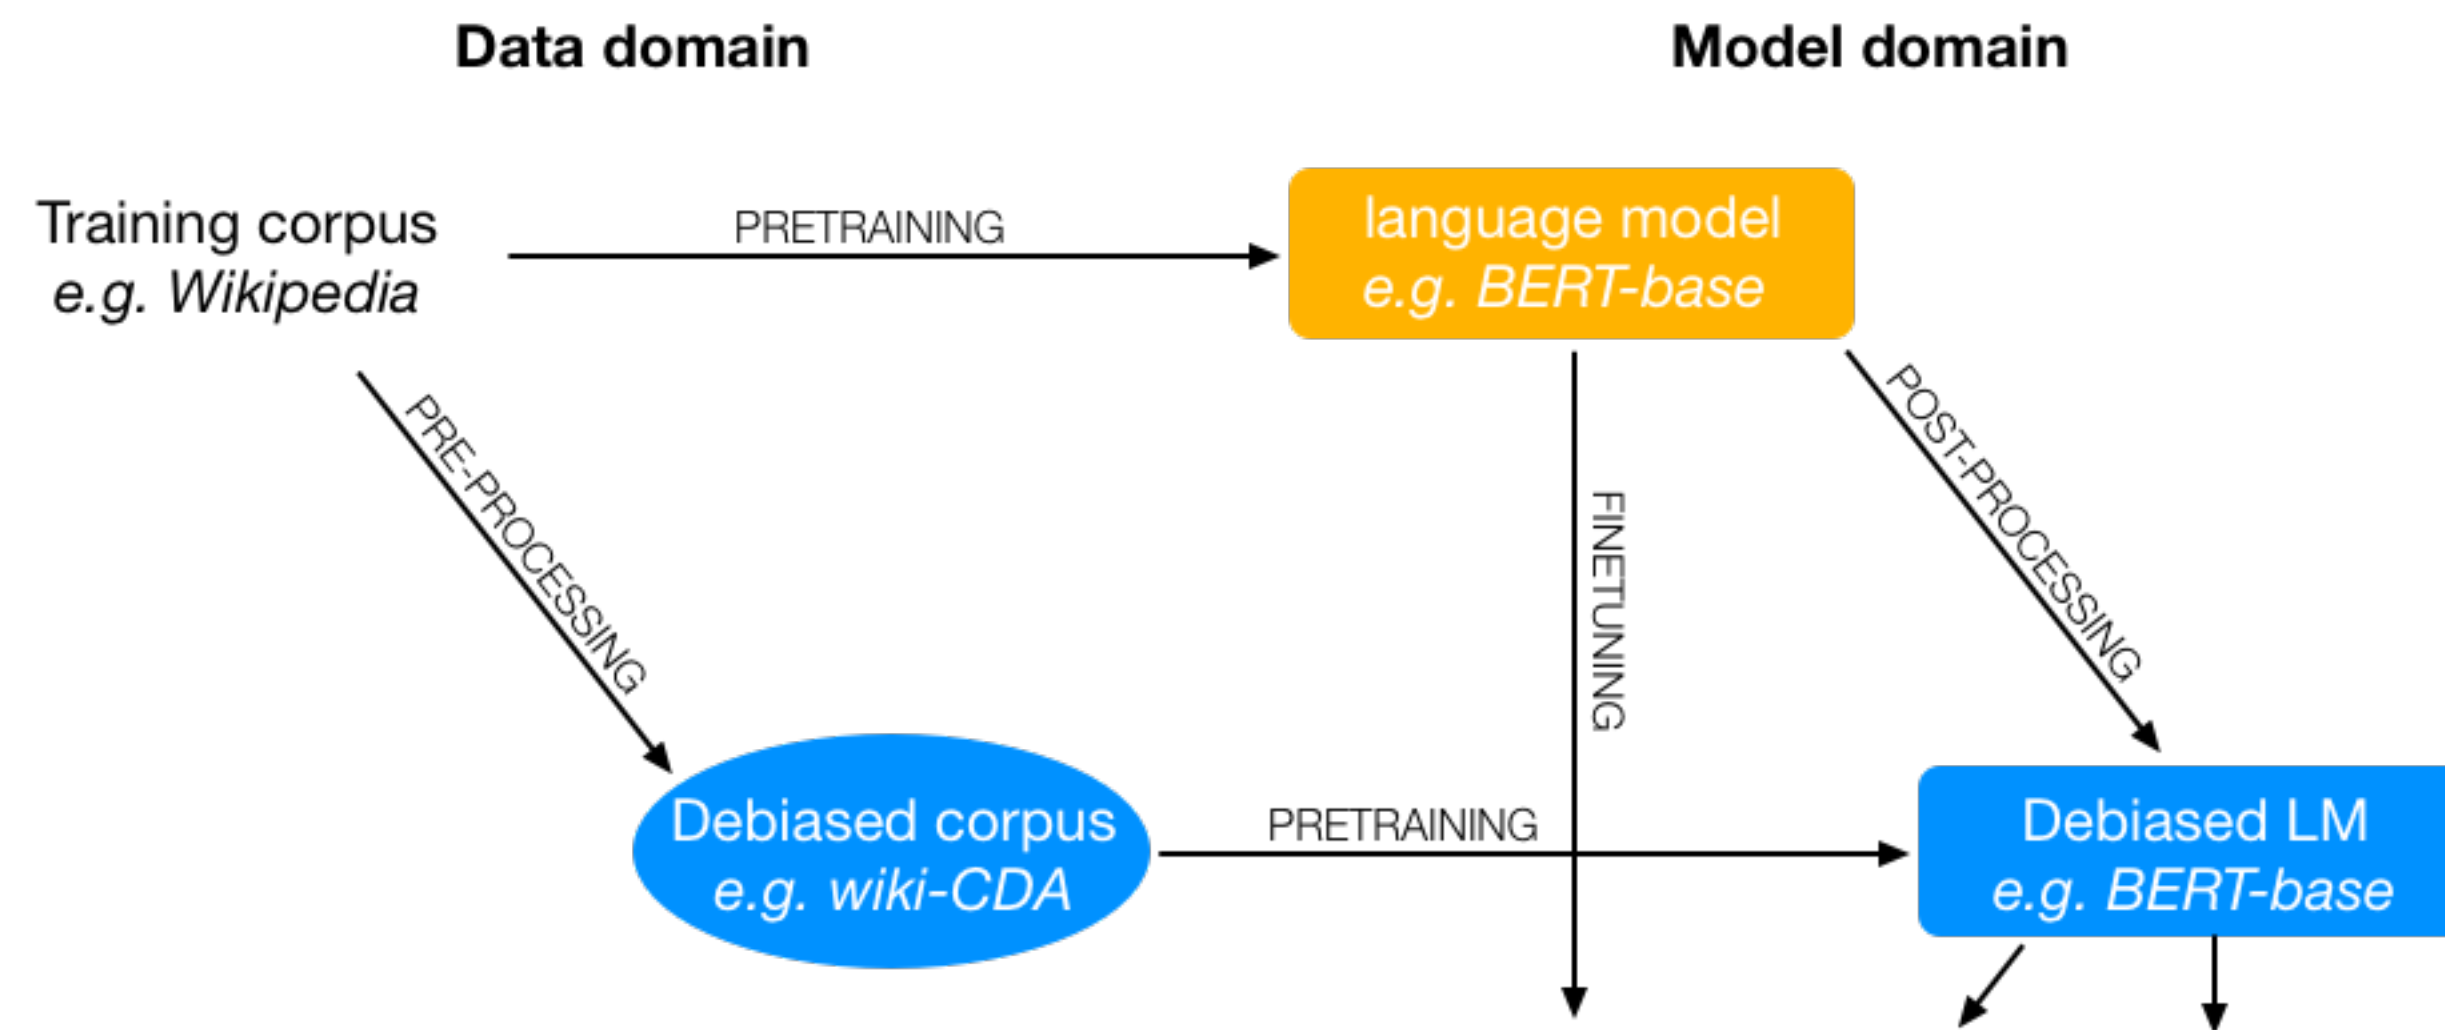 Data domain
Model domain
Training corpus
e.g. Wikipedia
PRETRAINING
language model
e.g. BERT-base
PRE-PROCESSING
FINETUNING
POST-PROCESSING
Debiased corpus
e.g. wiki-CDA
PRETRAINING
Debiased LM
e.g. BERT-base